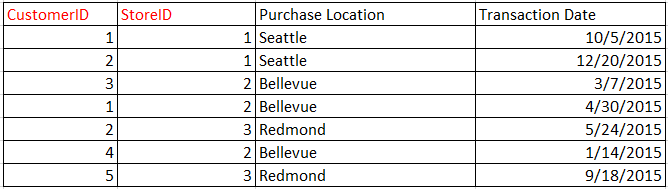 CustomerID StoreID Purchase Location Transaction Date
1 1 Seattle 10/5/2015
2 1 Seattle 12/20/2015
3 2 Bellevue 3/7/2015
1 2 Bellevue 4/30/2015
2 3 Redmond 5/24/2015
4 2 Bellevue 1/14/2015
5 3 Redmond 9/18/2015